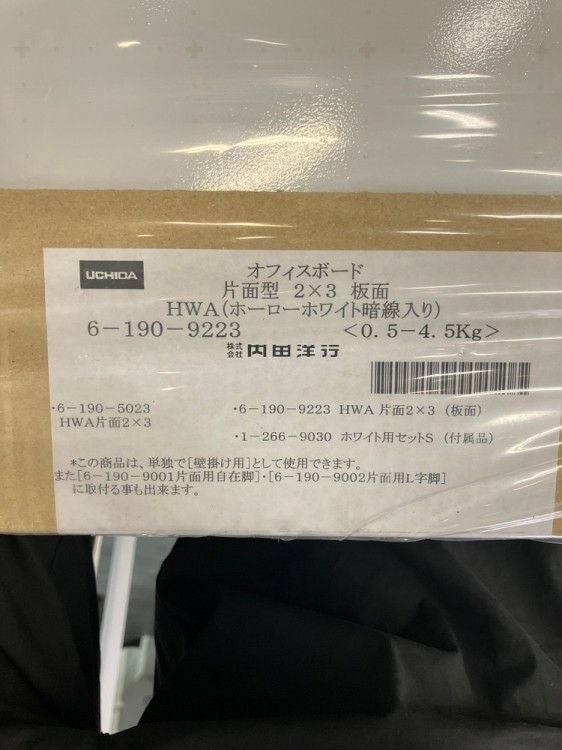 UCHIDA
オフィスボード
片面型 2×3 板面
HWA(ホーローホワイト暗線入り)
6-190-9223 <0.5-4.5Kg>
株式会社 内田洋行
・6-190-5023
HWA片面2×3
・6-190-9223 HWA 片面2×3 (板面)
・1-266-9030 ホワイト用セットS (付属品)
*この商品は、単独で[壁掛け用]として使用できます。
また[6-190-9001片面用自在脚]・[6-190-9002片面用L字脚]
に取付る事も出来ます。